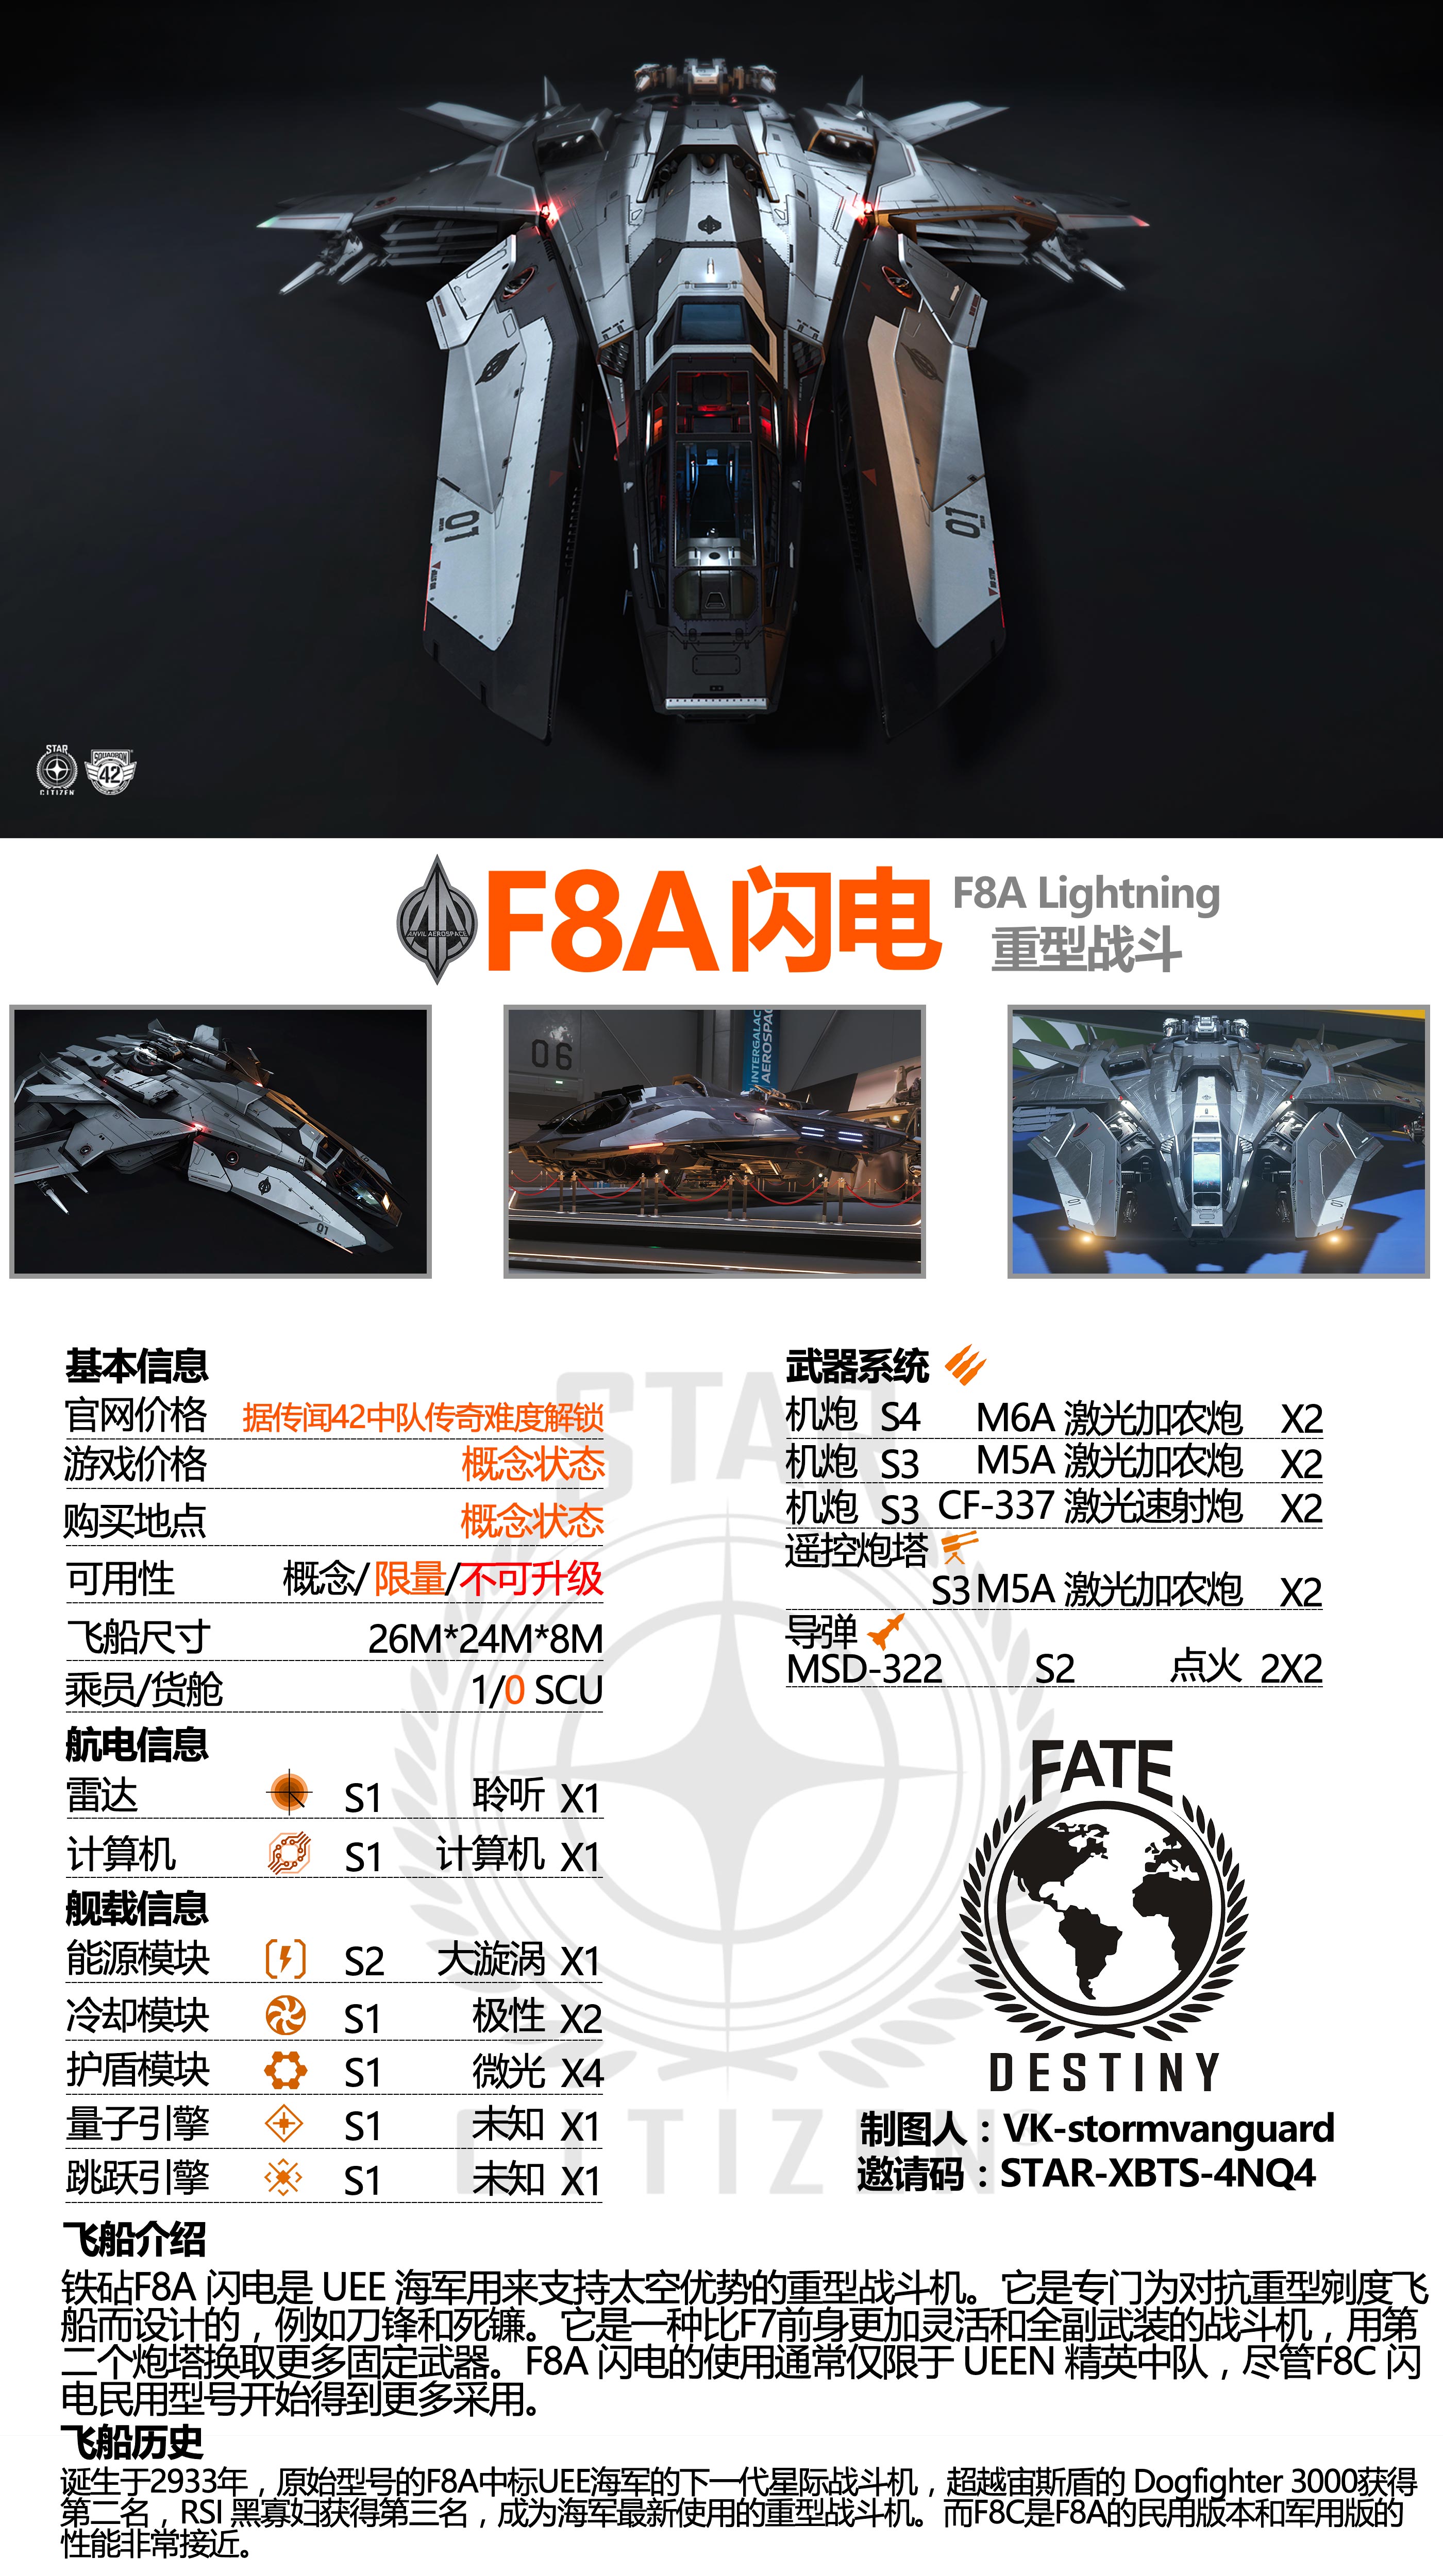 01
01
STAR
CITIZEN
SQUADRON
42
ANVIL AEROSPACE
F8A闪电
F8A Lightning
重型战斗
01
06
INTERGALAC
AEROSPAC
基本信息
官网价格 据传闻42中队传奇难度解锁
游戏价格 概念状态
购买地点 概念状态
可用性 概念/限量/不可升级
飞船尺寸 26M*24M*8M
乘员/货舱 1/0 SCU
航电信息
雷达 S1 聆听 X1
计算机 S1 计算机 X1
舰载信息
能源模块 S2 大漩涡 X1
冷却模块 S1 极性 X2
护盾模块 S1 微光 X4
量子引擎 S1 未知 X1
跳跃引擎 S1 未知 X1
武器系统
机炮 S4 M6A 激光加农炮 X2
机炮 S3 M5A 激光加农炮 X2
机炮 S3 CF-337 激光速射炮 X2
遥控炮塔
S3 M5A 激光加农炮 X2
导弹
MSD-322 S2 点火 2X2
STAR
CITIZEN
FATE
DESTINY
制图人：VK-stormvanguard
邀请码：STAR-XBTS-4NQ4
飞船介绍
铁砧F8A 闪电是 UEE 海军用来支持太空优势的重型战斗机。它是专门为对抗重型剜度飞
船而设计的，例如刀锋和死镰。它是一种比F7前身更加灵活和全副武装的战斗机，用第
二个炮塔换取更多固定武器。F8A 闪电的使用通常仅限于 UEEN 精英中队，尽管F8C 闪
电民用型号开始得到更多采用。
飞船历史
诞生于2933年，原始型号的F8A中标UEE海军的下一代星际战斗机，超越宙斯盾的 Dogfighter 3000获得
第二名，RSI 黑寡妇获得第三名，成为海军最新使用的重型战斗机。而F8C是F8A的民用版本和军用版的
性能非常接近。